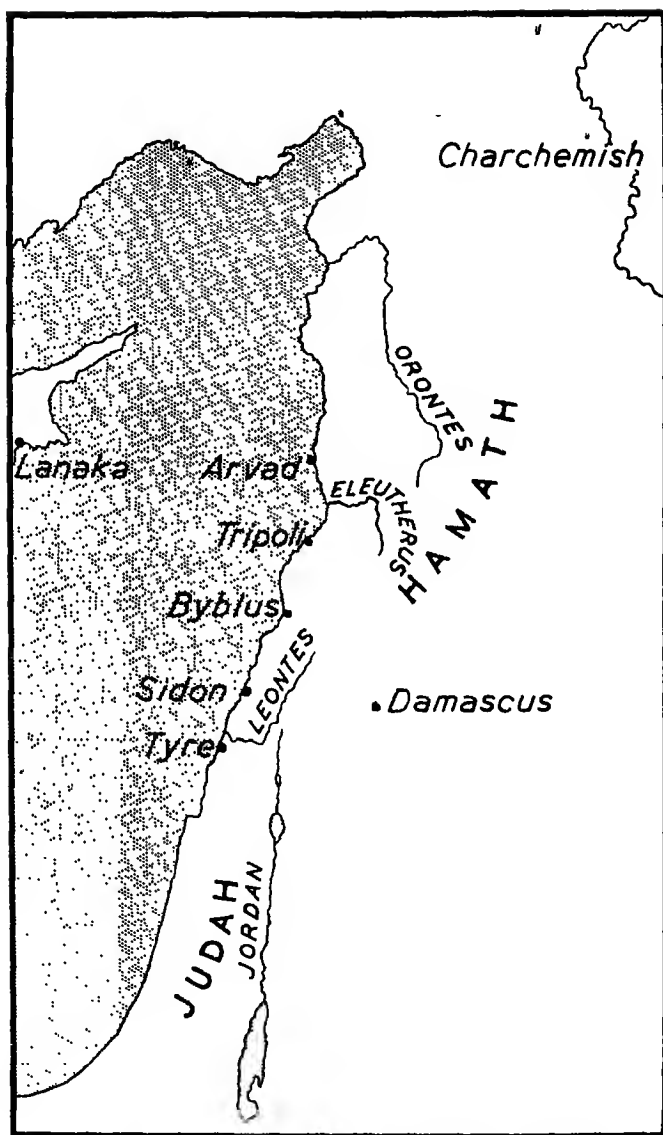 Charchemish
ORONTES
HAMATH
Lanaka
Arvad
ELEUTHERUS
Tripoli
Byblus
Sidon
LEONTES
Damascus
Tyre
JUDAH
JORDAN